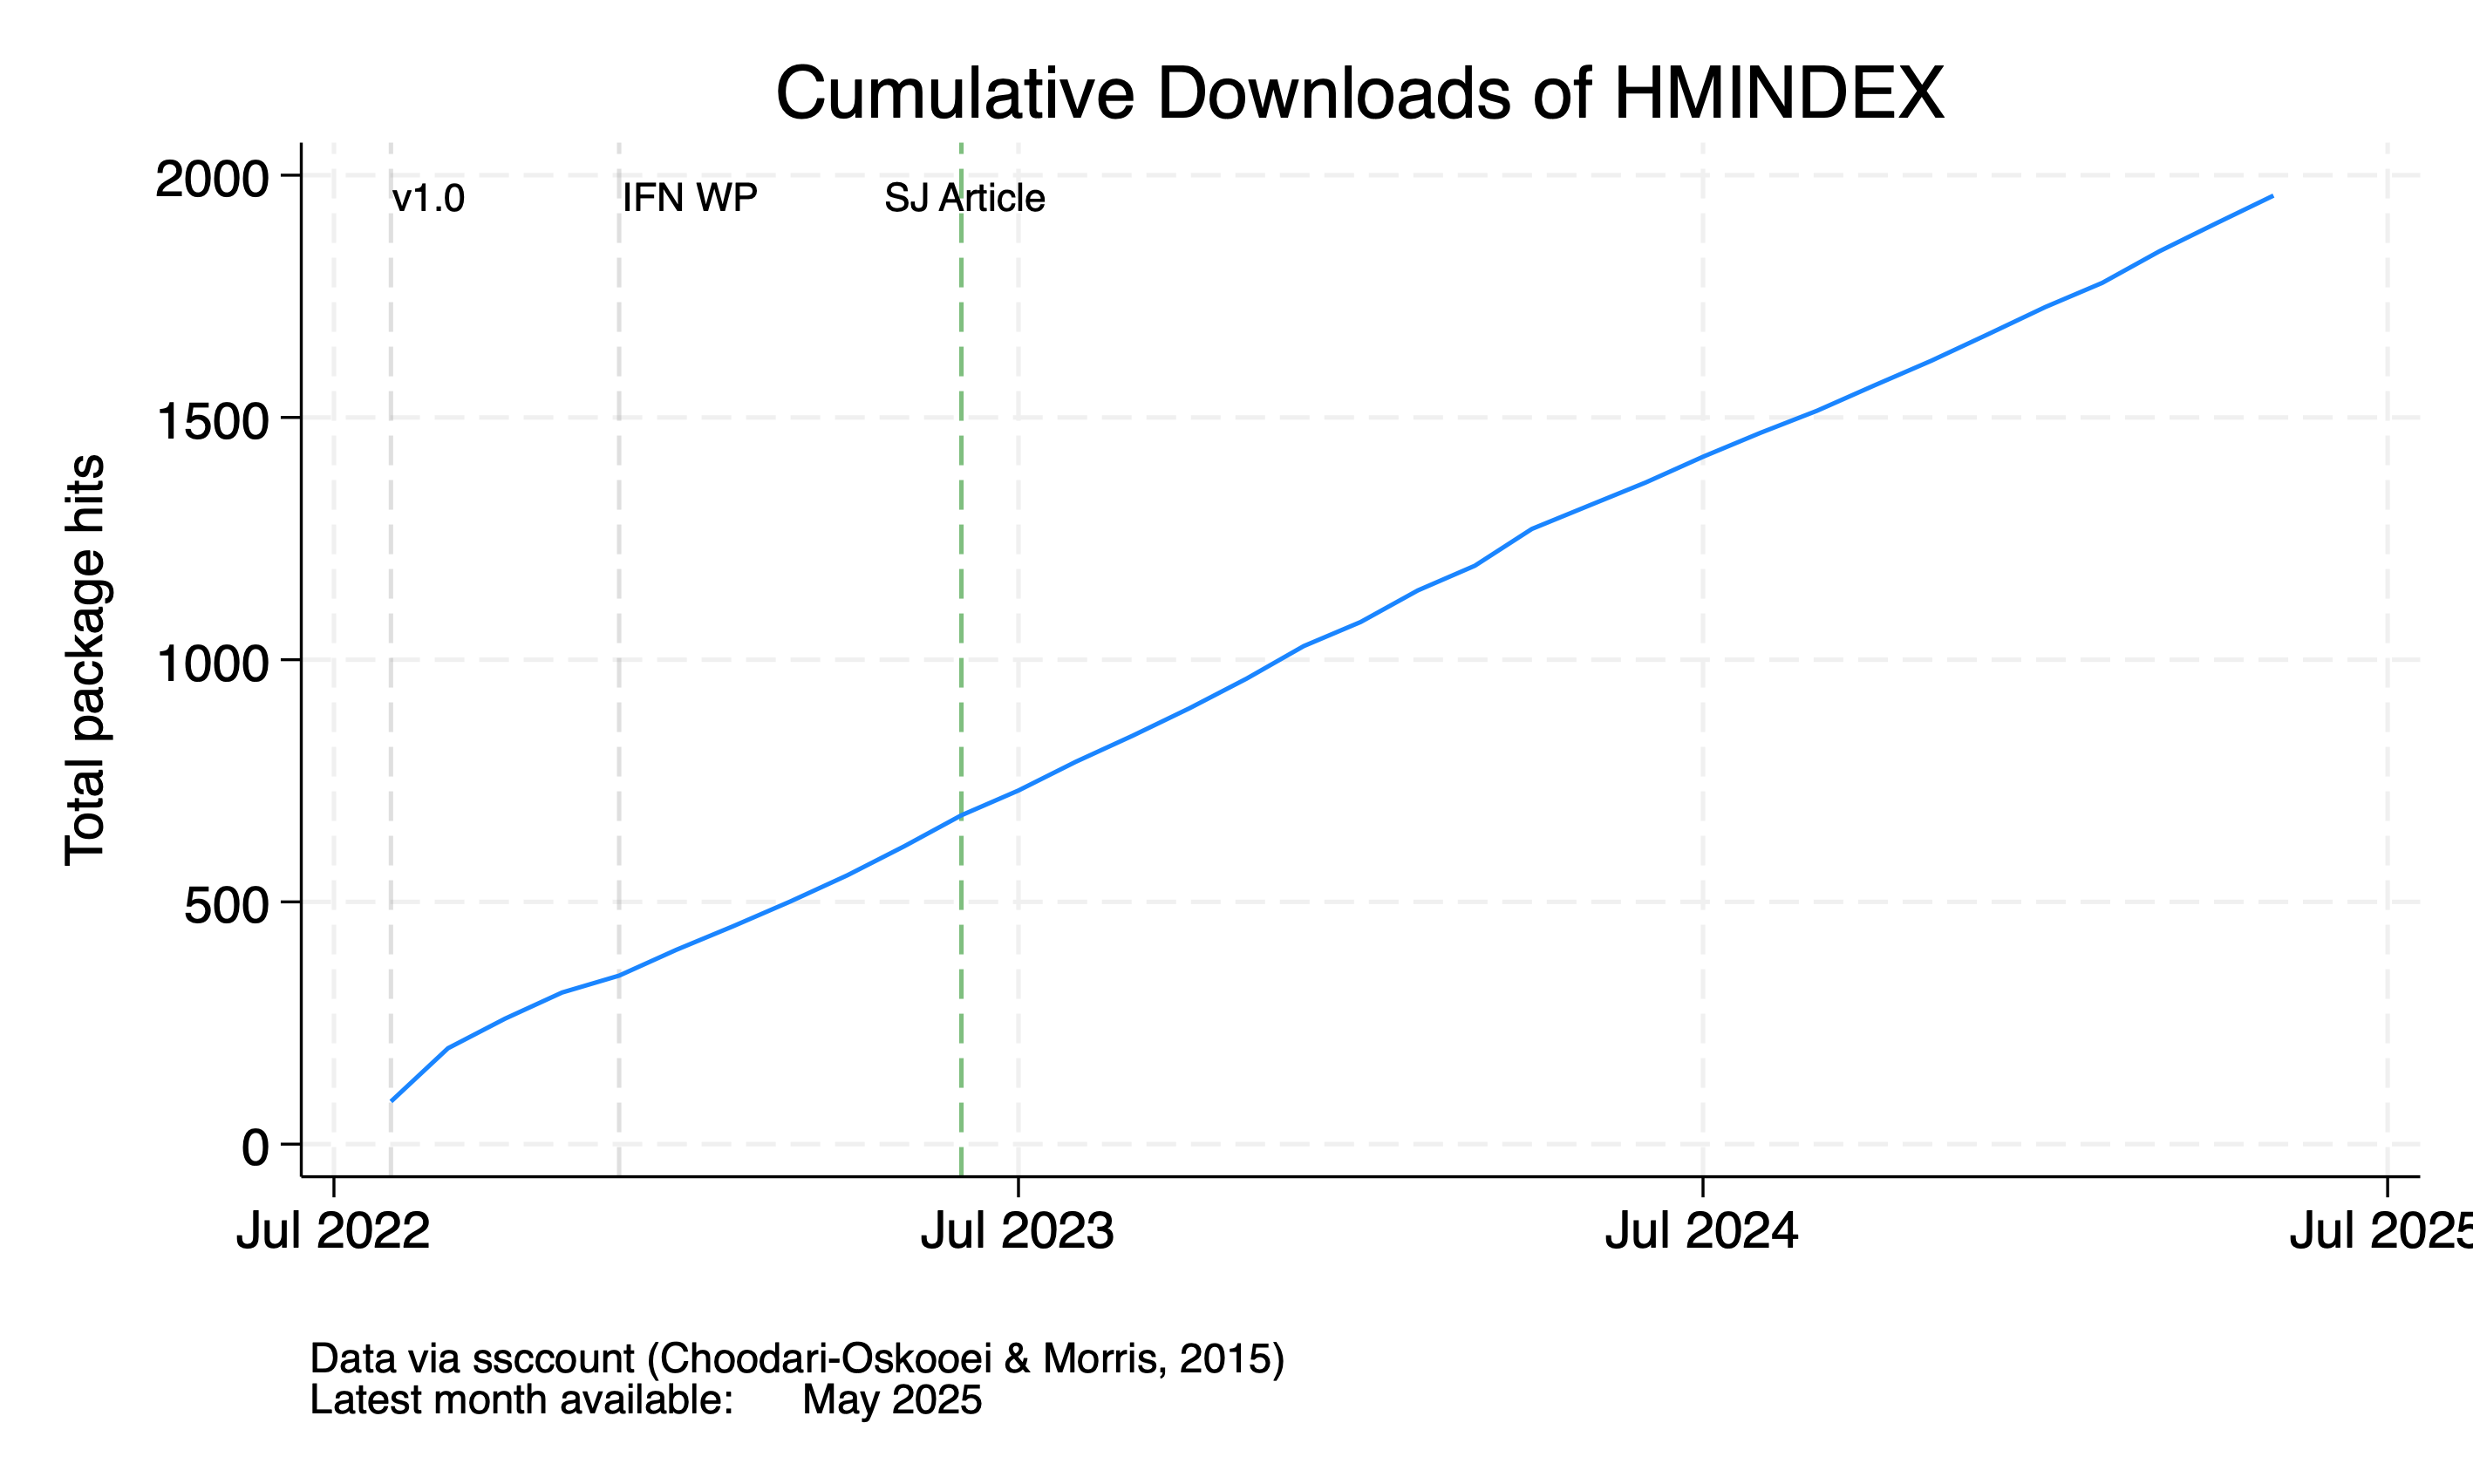 Cumulative Downloads of HMINDEX
2000
1500
1000
500
0
Total package hits
v1.0
IFN WP
SJ Article
Jul 2022
Jul 2023
Jul 2024
Jul 2025
Data via ssccount (Choodari-Oskooei & Morris, 2015)
Latest month available: May 2025